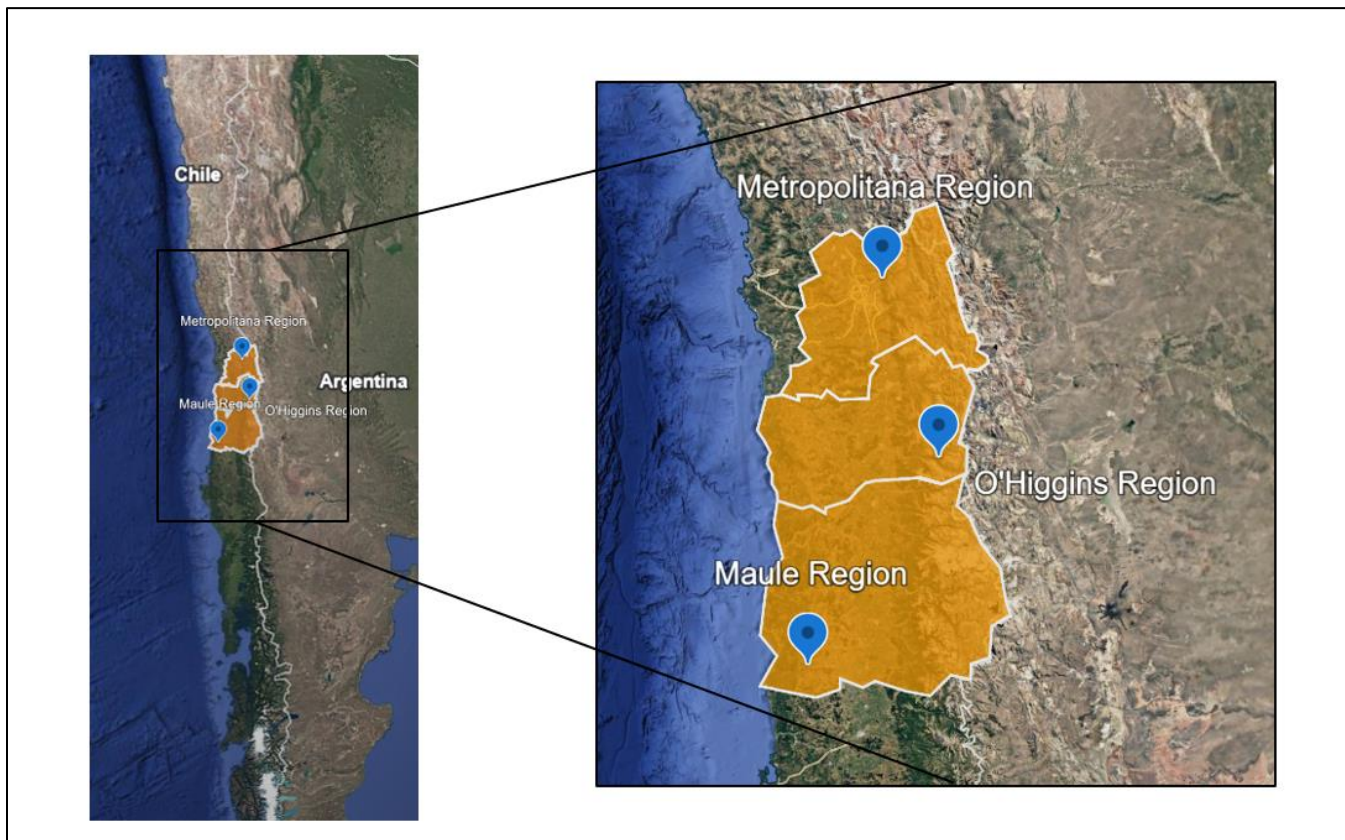 Chile
Metropolitana Region
Argentina
Maule Region
O'Higgins Region
Metropolitana Region
O'Higgins Region
Maule Region